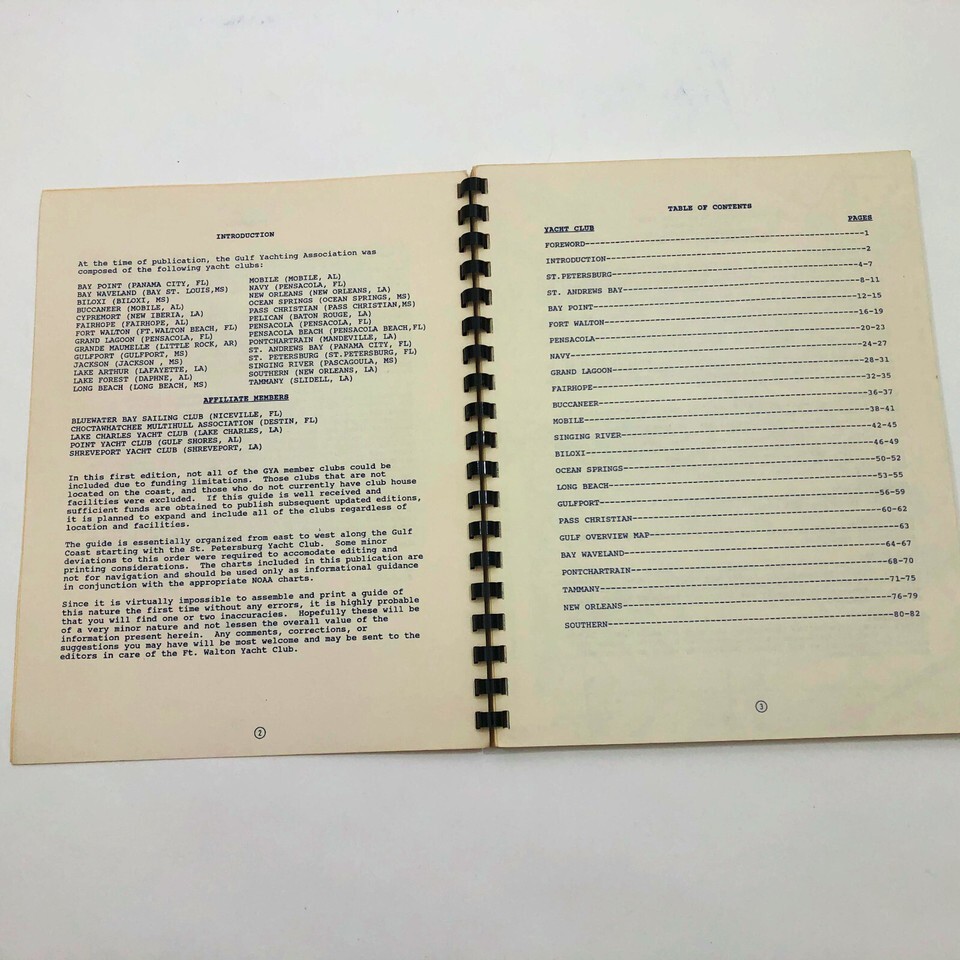 INTRODUCTION
At the time of publication, the Gulf Yachting Association was
composed of the following yacht clubs:
BAY POINT (PANAMA CITY, FL)
BAY WAVELAND (BAY ST. LOUIS,MS)
BILOXI (BILOXI, MS)
BUCCANEER (MOBILE, AL)
CYPREMORT (NEW IBERIA, LA)
FAIRHOPE (FAIRHOPE, AL)
FORT WALTON (FT.WALTON BEACH, FL)
GRAND LAGOON (PENSACOLA, FL)
GRANDE MAUMELLE (LITTLE ROCK, AR)
GULFPORT (GULFPORT, MS)
JACKSON (JACKSON , MS)
LAKE ARTHUR (LAFAYETTE, LA)
LAKE FOREST (DAPHNE, AL)
LONG BEACH (LONG BEACH, MS)
MOBILE (MOBILE, AL)
NAVY (PENSACOLA, FL)
NEW ORLEANS (NEW ORLEANS, LA)
OCEAN SPRINGS (OCEAN SPRINGS, MS)
PASS CHRISTIAN (PASS CHRISTIAN,MS)
PELICAN (BATON ROUGE, LA)
PENSACOLA (PENSACOLA, FL)
PENSACOLA BEACH (PENSACOLA BEACH,FL)
PONTCHARTRAIN (MANDEVILLE, LA)
ST. ANDREWS BAY (PANAMA CITY, FL)
ST. PETERSBURG (ST.PETERSBURG, FL)
SINGING RIVER (PASCAGOULA, MS)
SOUTHERN (NEW ORLEANS, LA)
TAMMANY (SLIDELL, LA)
AFFILIATE MEMBERS
BLUEWATER BAY SAILING CLUB (NICEVILLE, FL)
CHOCTAWHATCHEE MULTIHULL ASSOCIATION (DESTIN, FL)
LAKE CHARLES YACHT CLUB (LAKE CHARLES, LA)
POINT YACHT CLUB (GULF SHORES, AL)
SHREVEPORT YACHT CLUB (SHREVEPORT, LA)
In this first edition, not all of the GYA member clubs could be
included due to funding limitations. Those clubs that are not
located on the coast, and those who do not currently have club house
facilities were excluded. If this guide is well received and
sufficient funds are obtained to publish subsequent updated editions,
it is planned to expand and include all of the clubs regardless of
location and facilities.
The guide is essentially organized from east to west along the Gulf
Coast starting with the St. Petersburg Yacht Club. Some minor
deviations to this order were required to accomodate editing and
printing considerations. The charts included in this publication are
not for navigation and should be used only as informational guidance
in conjunction with the appropriate NOAA charts.
Since it is virtually impossible to assemble and print a guide of
this nature the first time without any errors, it is highly probable
that you will find one or two inaccuracies. Hopefully these will be
of a very minor nature and not lessen the overall value of the
information present herein. Any comments, corrections, or
suggestions you may have will be most welcome and may be sent to the
editors in care of the Ft. Walton Yacht Club.
2
TABLE OF CONTENTS
YACHT CLUB PAGES
FOREWORD----1
INTRODUCTION----2
ST.PETERSBURG----4-7
ST. ANDREWS BAY----8-11
BAY POINT----12-15
FORT WALTON----16-19
PENSACOLA----20-23
NAVY----24-27
GRAND LAGOON----28-31
FAIRHOPE----32-35
BUCCANEER----36-37
MOBILE----38-41
SINGING RIVER----42-45
BILOXI----46-49
OCEAN SPRINGS----50-52
LONG BEACH----53-55
GULFPORT----56-59
PASS CHRISTIAN----60-62
GULF OVERVIEW MAP----63
BAY WAVELAND----64-67
PONTCHARTRAIN----68-70
TAMMANY----71-75
NEW ORLEANS----76-79
SOUTHERN----80-82
3